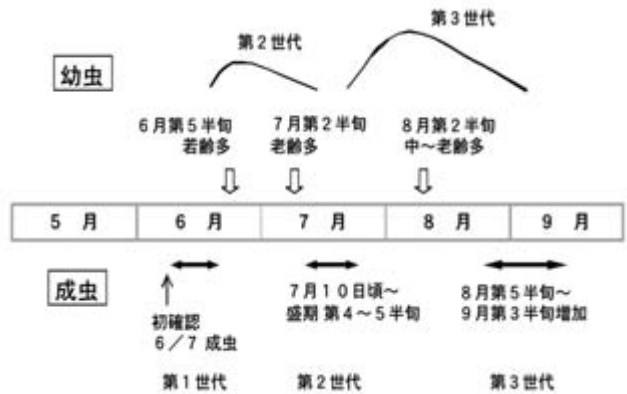 第2世代
第3世代
幼虫
6月第5半旬
若齢多
7月第2半旬
老齢多
8月第2半旬
中～老齢多
5月
6月
7月
8月
9月
成虫
初確認
6／7 成虫
7月10日頃～
盛期 第4～5半旬
8月第5半旬～
9月第3半旬増加
第1世代
第2世代
第3世代